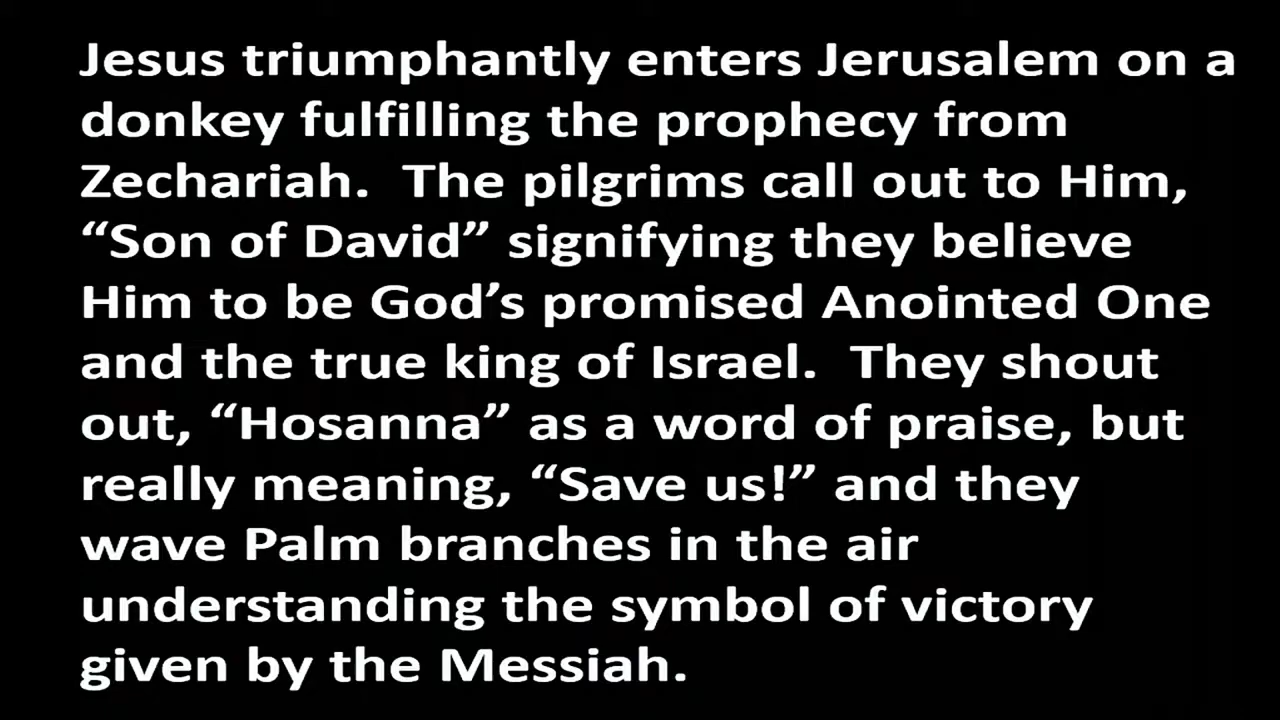 Jesus triumphantly enters Jerusalem on a
donkey fulfilling the prophecy from
Zechariah.  The pilgrims call out to Him,
“Son of David” signifying they believe
Him to be God’s promised Anointed One
and the true king of Israel.  They shout
out, “Hosanna” as a word of praise, but
really meaning, “Save us!” and they
wave Palm branches in the air
understanding the symbol of victory
given by the Messiah.